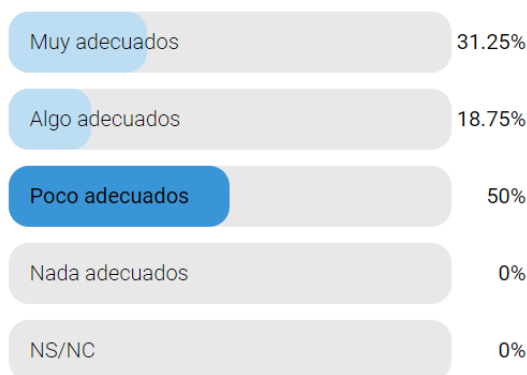 Muy adecuados 31.25%
Algo adecuados 18.75%
Poco adecuados 50%
Nada adecuados 0%
NS/NC 0%